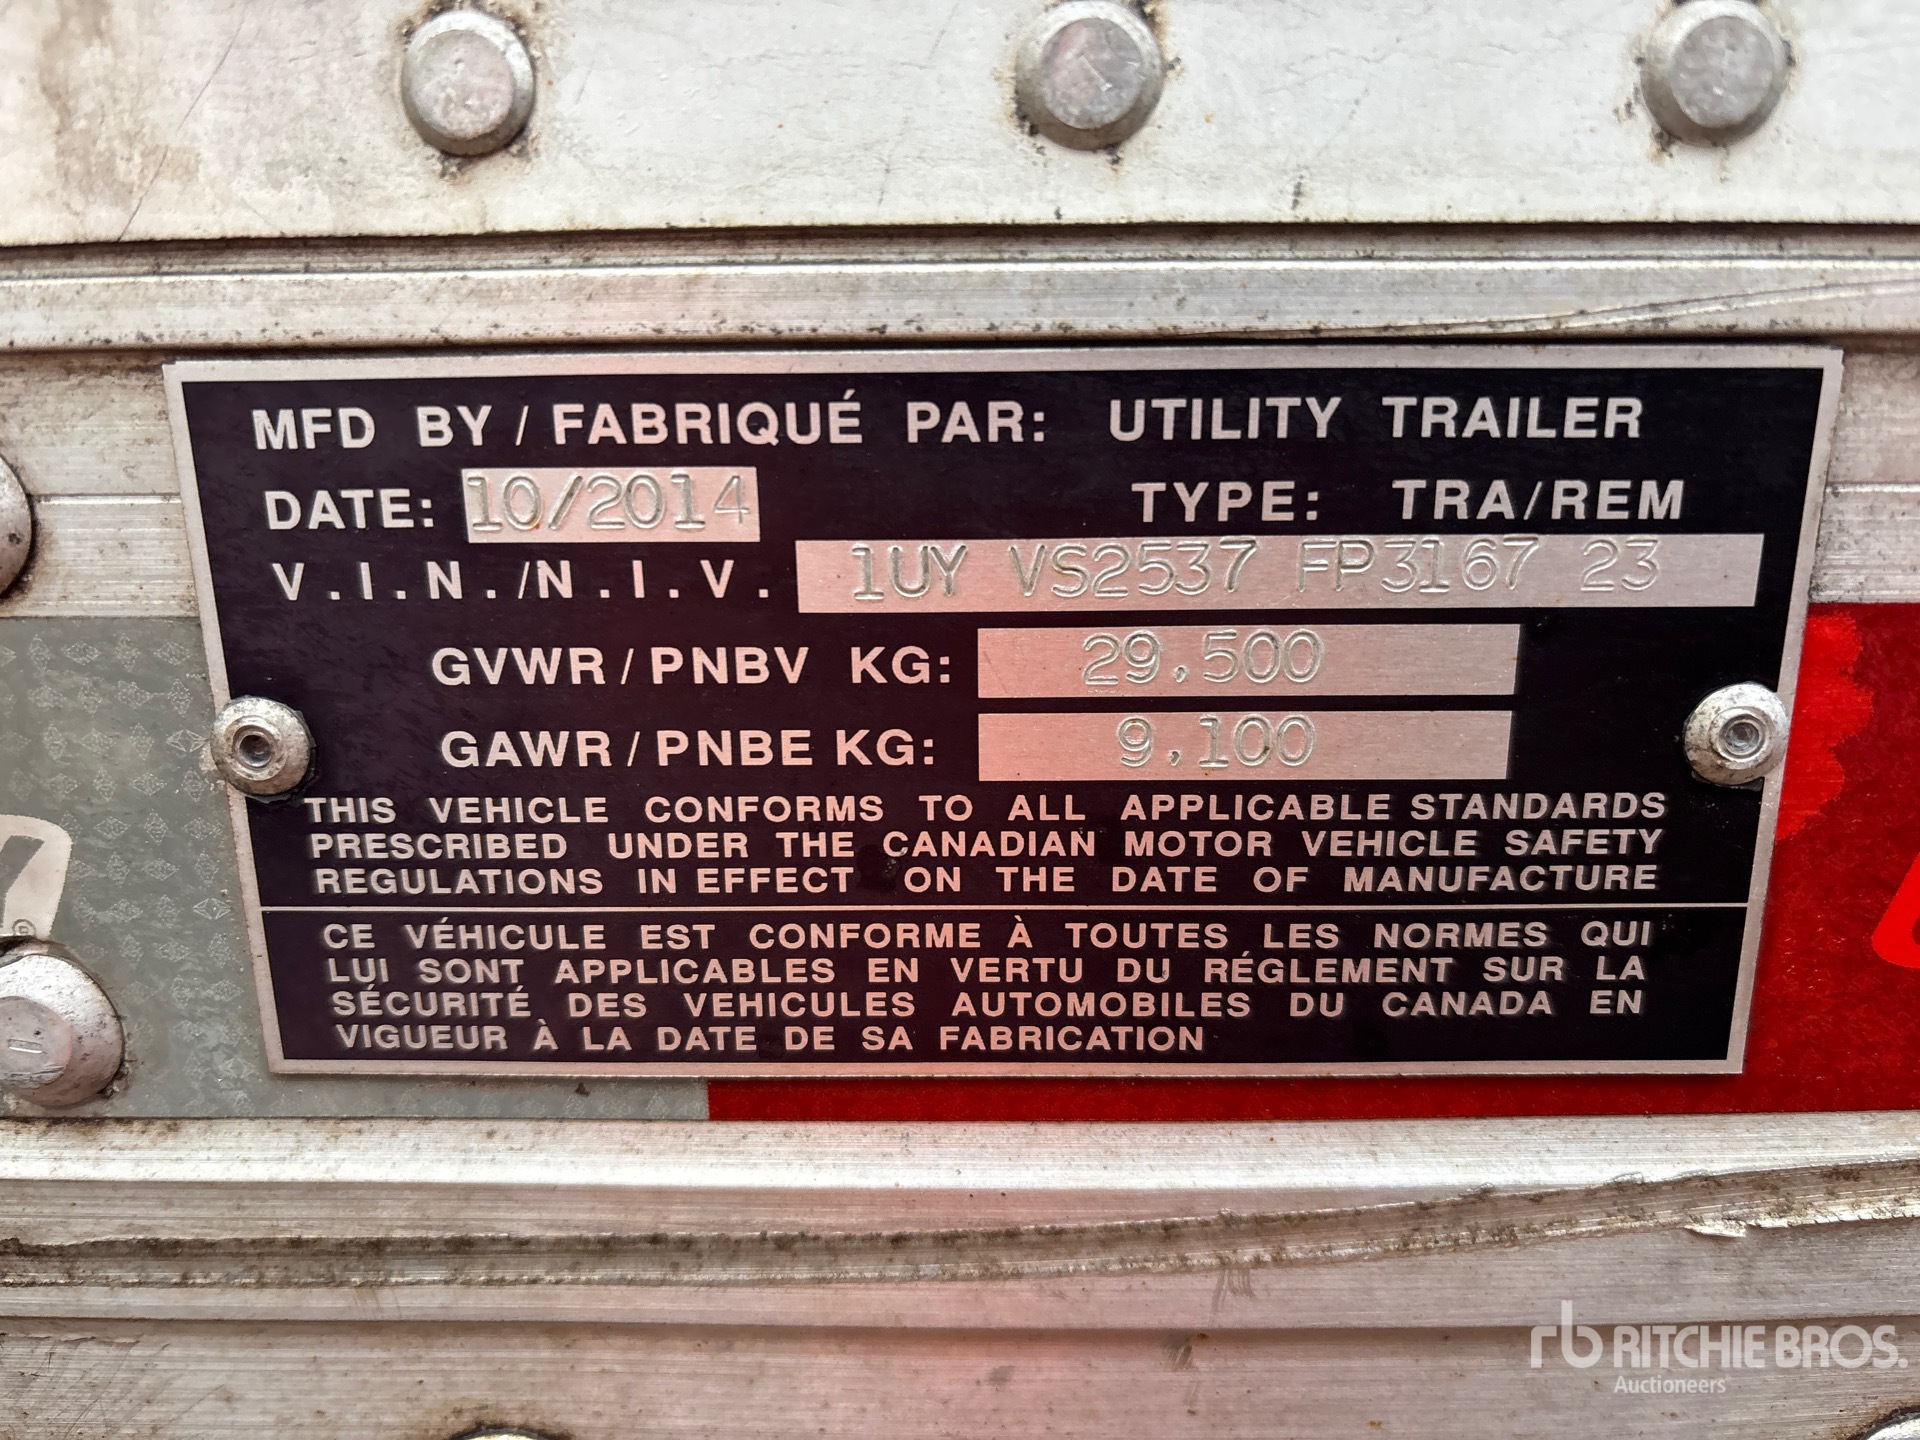 MFD BY / FABRIQUÉ PAR: UTILITY TRAILER
DATE: 10/2014 TYPE: TRA/REM
V.I.N./N.I.V. 1UY VS2537 FP3167 23
GVWR / PNBV KG: 29,500
GAWR / PNBE KG: 9,100
THIS VEHICLE CONFORMS TO ALL APPLICABLE STANDARDS
PRESCRIBED UNDER THE CANADIAN MOTOR VEHICLE SAFETY
REGULATIONS IN EFFECT ON THE DATE OF MANUFACTURE
CE VÉHICULE EST CONFORME À TOUTES LES NORMES QUI
LUI SONT APPLICABLES EN VERTU DU RÉGLEMENT SUR LA
SÉCURITÉ DES VEHICULES AUTOMOBILES DU CANADA EN
VIGUEUR À LA DATE DE SA FABRICATION
rb RITCHIE BROS.
Auctioneers